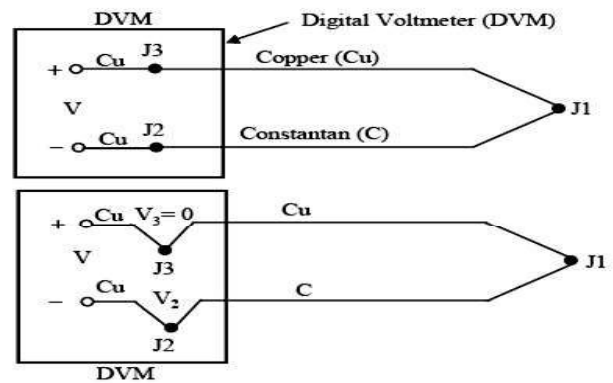 DVM
Digital Voltmeter (DVM)
J3
Cu
Copper (Cu)
+
V
J1
J2
Cu
Constantan (C)
–
Cu
V₃= 0
Cu
+
V
J3
J1
Cu
V₂
C
–
J2
DVM